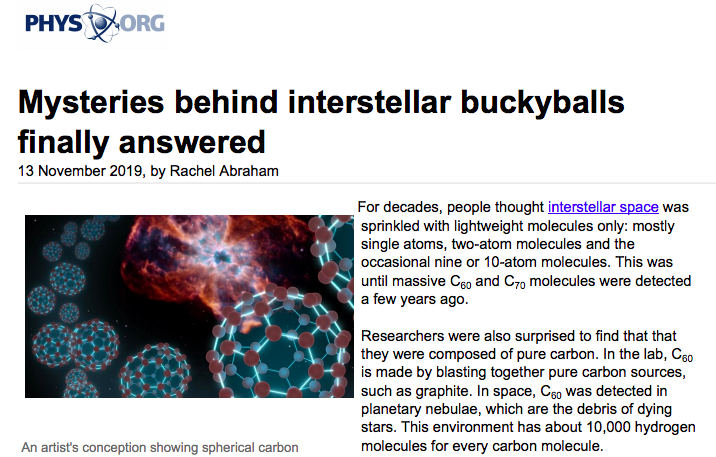 PHYS ORG
Mysteries behind interstellar buckyballs
finally answered
13 November 2019, by Rachel Abraham
For decades, people thought interstellar space was
sprinkled with lightweight molecules only: mostly
single atoms, two-atom molecules and the
occasional nine or 10-atom molecules. This was
until massive C60 and C70 molecules were detected
a few years ago.
Researchers were also surprised to find that that
they were composed of pure carbon. In the lab, C60
is made by blasting together pure carbon sources,
such as graphite. In space, C60 was detected in
planetary nebulae, which are the debris of dying
stars. This environment has about 10,000 hydrogen
molecules for every carbon molecule.
An artist's conception showing spherical carbon